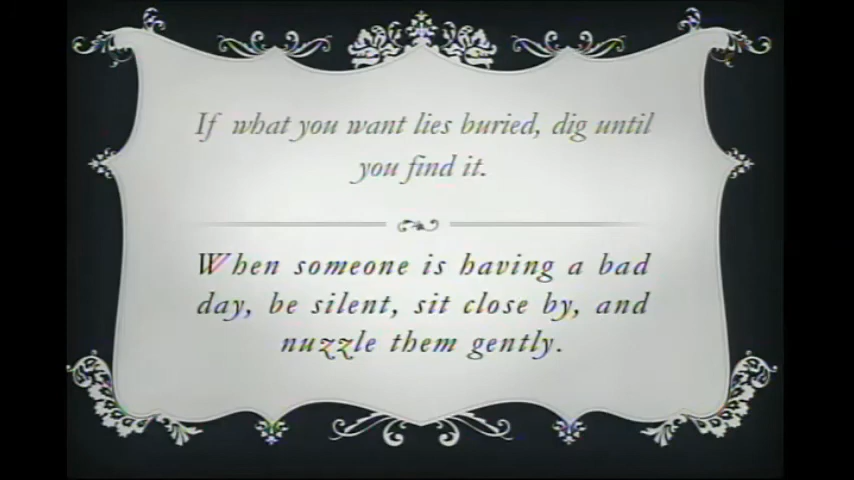 If what you want lies buried, dig until
you find it.
When someone is having a bad
day, be silent, sit close by, and
nuzzle them gently.